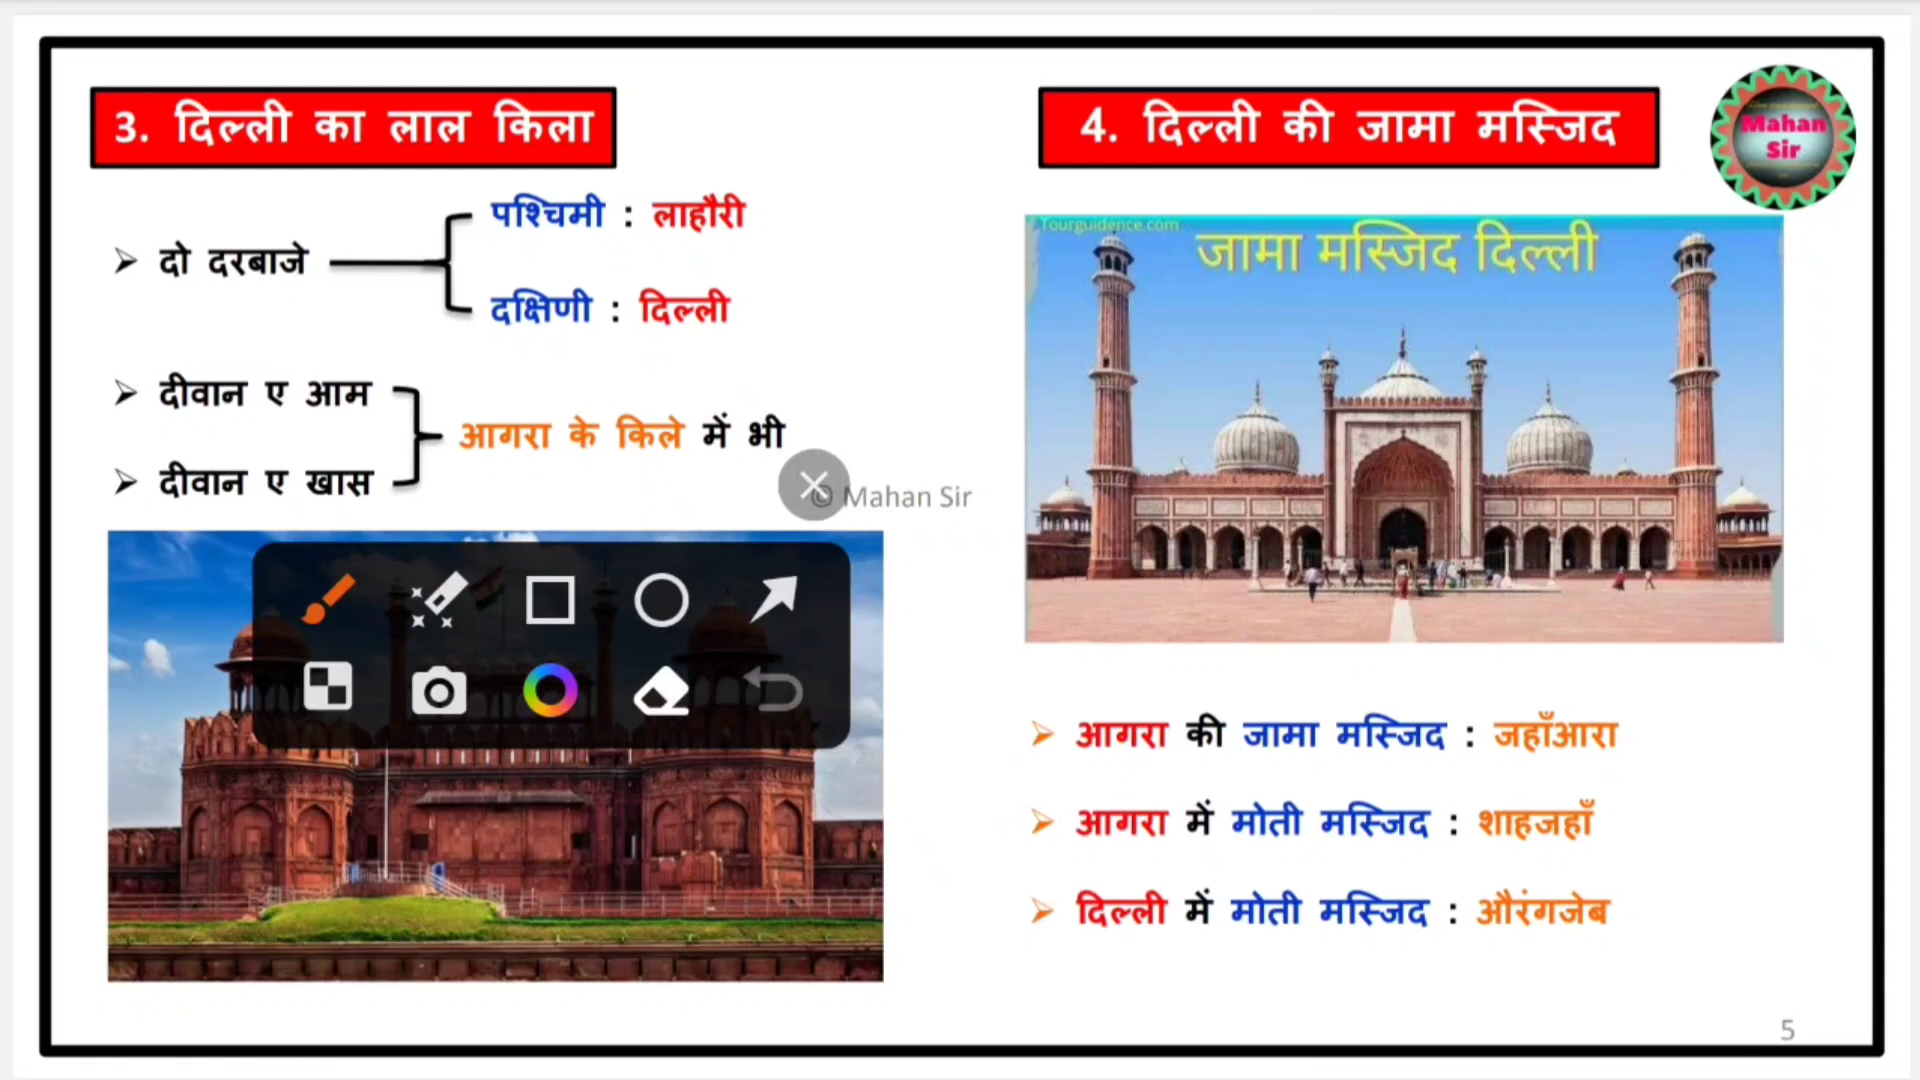 3. दिल्ली का लाल किला
दो दरबाजे
पश्चिमी : लाहौरी
दक्षिणी : दिल्ली
दीवान ए आम
दीवान ए खास
आगरा के किले में भी
© Mahan Sir
4. दिल्ली की जामा मस्जिद
Mahan
Sir
Tourguidence.com
जामा मस्जिद दिल्ली
आगरा की जामा मस्जिद : जहाँआरा
आगरा में मोती मस्जिद : शाहजहाँ
दिल्ली में मोती मस्जिद : औरंगजेब
5